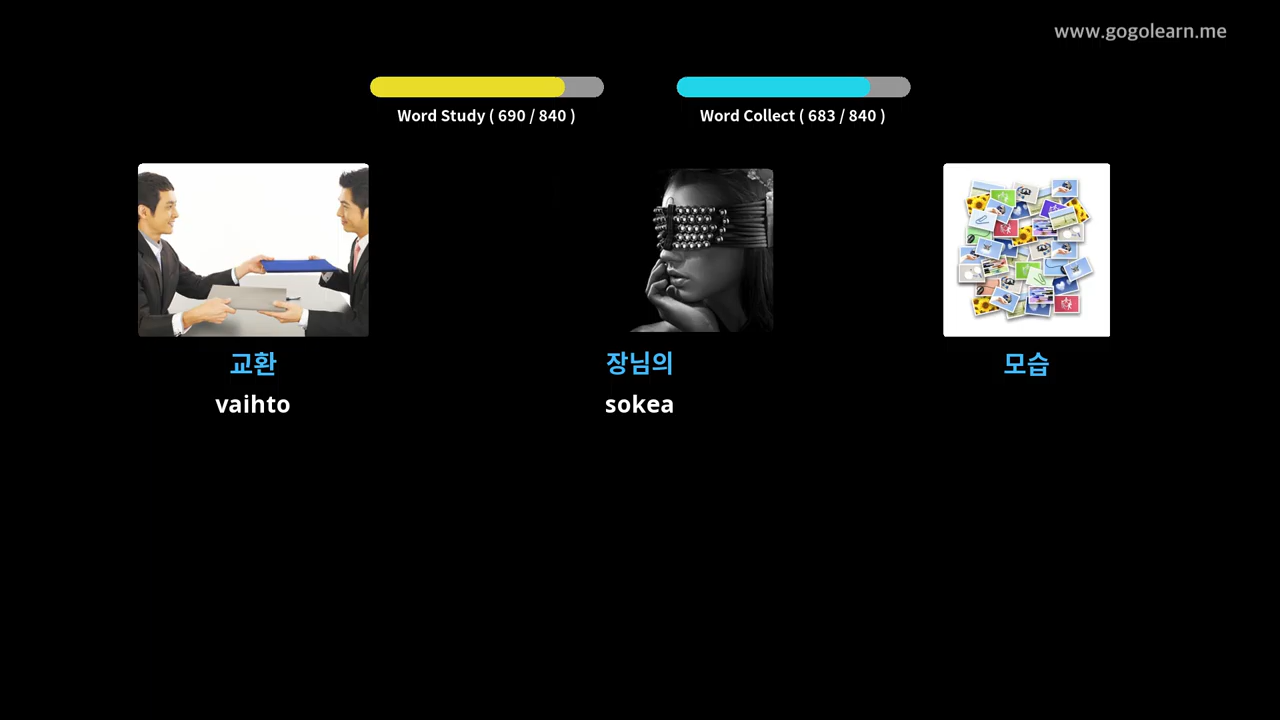 www.gogolearn.me
Word Study ( 690 / 840 )
Word Collect ( 683 / 840 )
교환
vaihto
장님의
sokea
모습